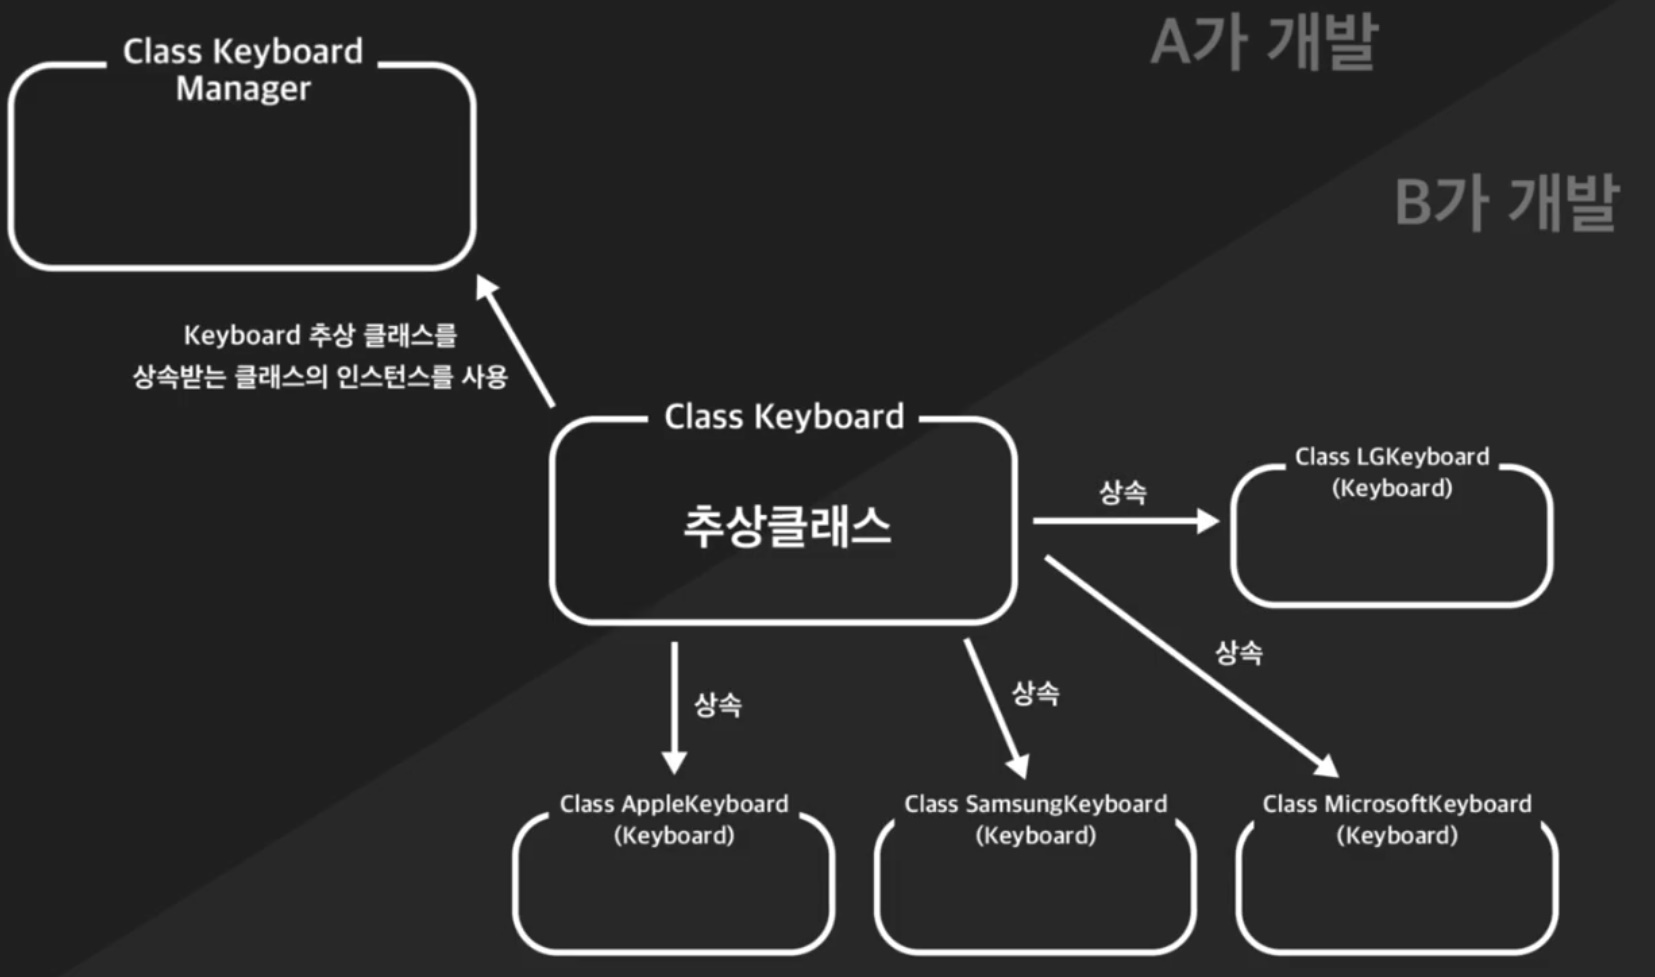 Class Keyboard
Manager
A가 개발
B가 개발
Keyboard 추상 클래스를
상속받는 클래스의 인스턴스를 사용
Class Keyboard
추상클래스
상속
Class LGKeyboard
(Keyboard)
상속
상속
상속
Class AppleKeyboard
(Keyboard)
Class SamsungKeyboard
(Keyboard)
Class MicrosoftKeyboard
(Keyboard)